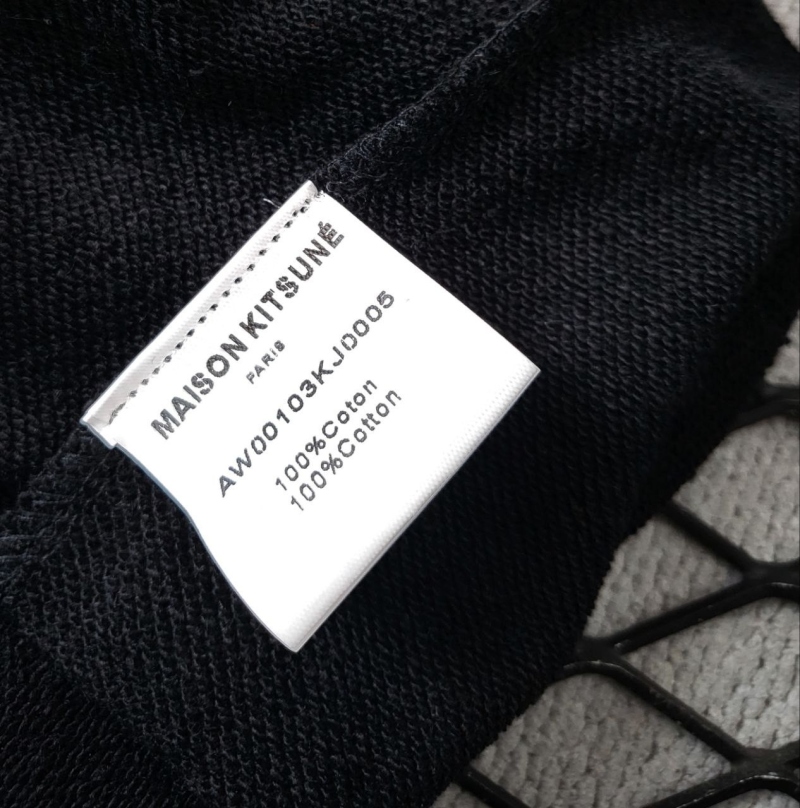 MAISON KITSUNÉ
PARIS
AW00103KJ0005
100%Coton
100%Cotton